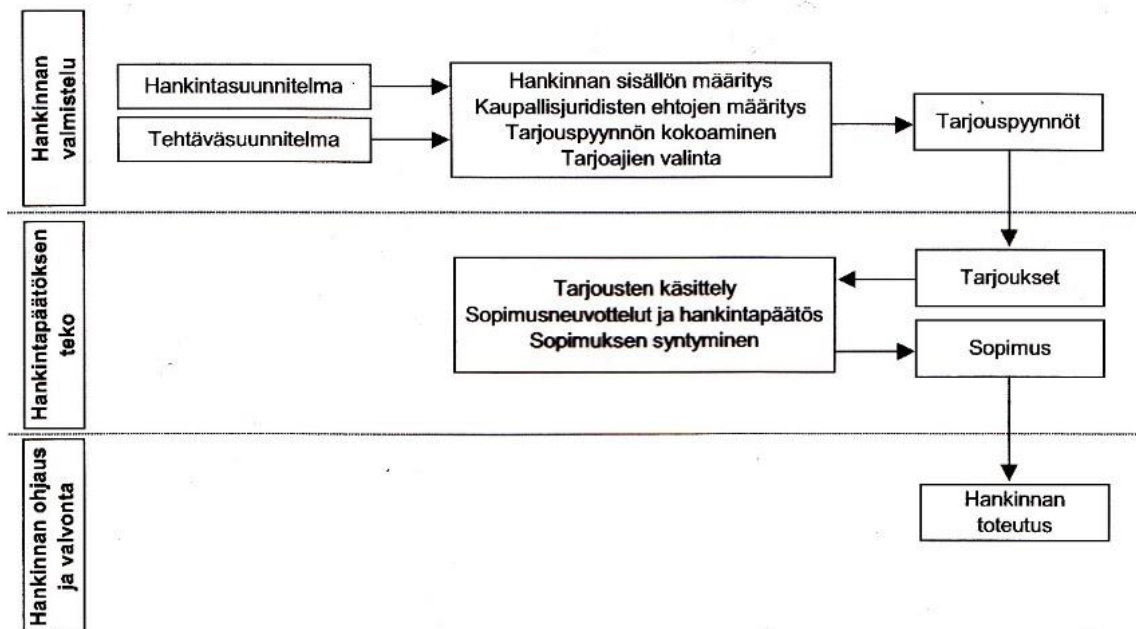 Hankinnan
valmistelu
Hankintasuunnitelma
Tehtäväsuunnitelma
Hankinnan sisällön määritys
Kaupallisjuridisten ehtojen määritys
Tarjouspyynnön kokoaminen
Tarjoajien valinta
Tarjouspyynnöt
Hankintapäätöksen
teko
Tarjousten käsittely
Sopimusneuvottelut ja hankintapäätös
Sopimuksen syntyminen
Tarjoukset
Sopimus
Hankinnan ohjaus
ja valvonta
Hankinnan
toteutus